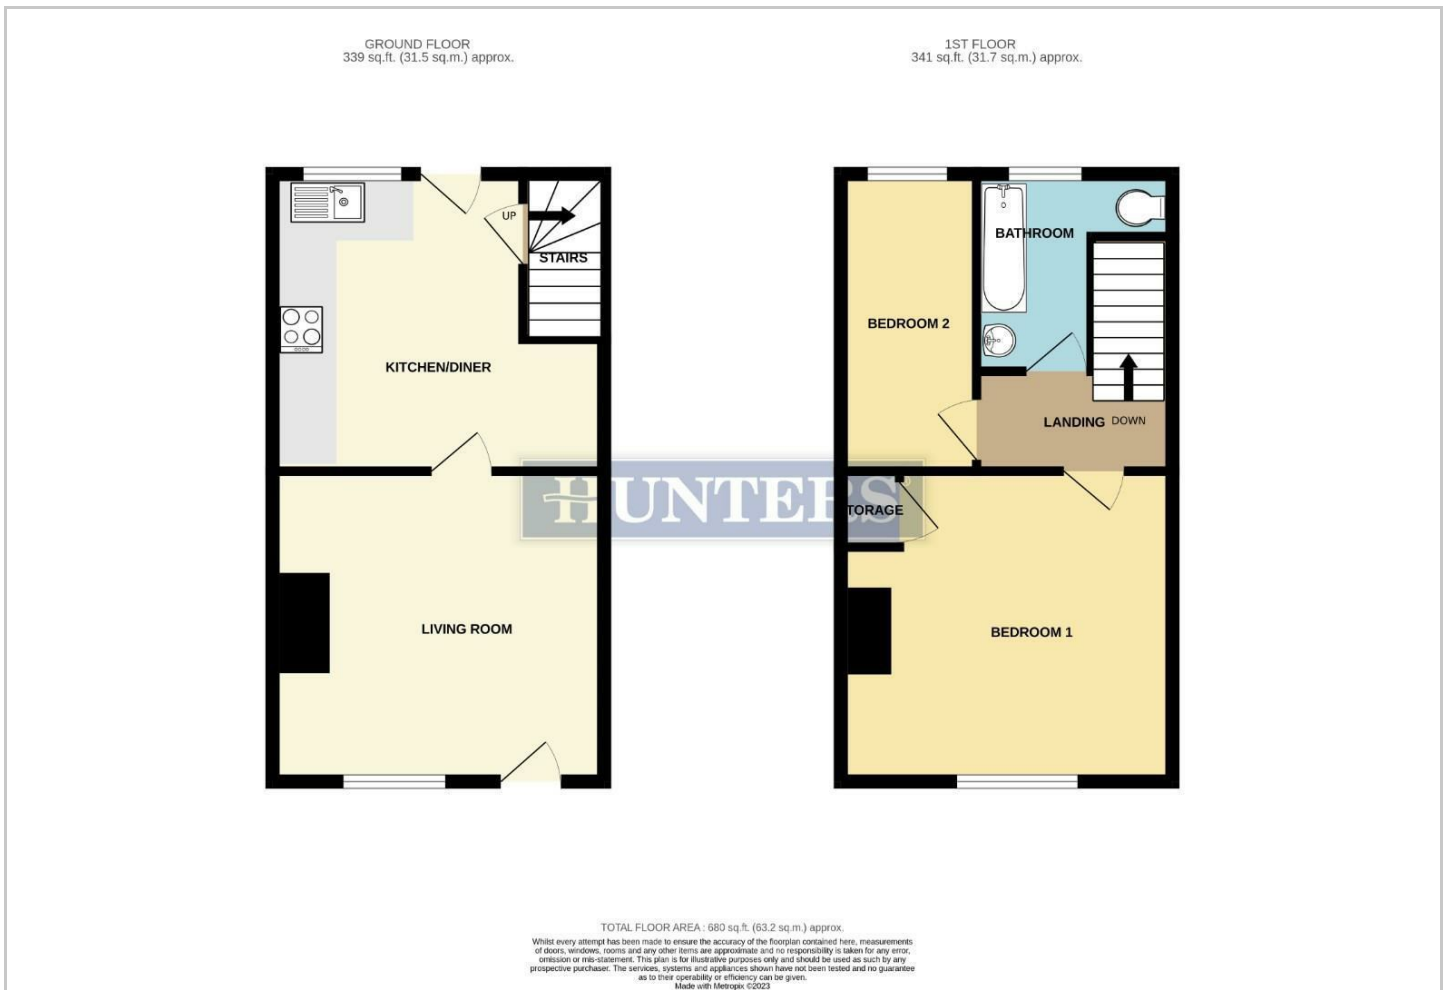 GROUND FLOOR
339 sq.ft. (31.5 sq.m.) approx.
1ST FLOOR
341 sq.ft. (31.7 sq.m.) approx.
UP
STAIRS
KITCHEN/DINER
LIVING ROOM
BATHROOM
BEDROOM 2
LANDING
DOWN
TORAGE
BEDROOM 1
HUNTERS
TOTAL FLOOR AREA : 680 sq.ft. (63.2 sq.m.) approx.
Whilst every attempt has been made to ensure the accuracy of the floorplan contained here, measurements
of doors, windows, rooms and any other items are approximate and no responsibility is taken for any error,
omission or mis-statement. This plan is for illustrative purposes only and should be used as such by any
prospective purchaser. The services, systems and appliances shown have not been tested and no guarantee
as to their operability or efficiency can be given.
Made with Metropix ©2023